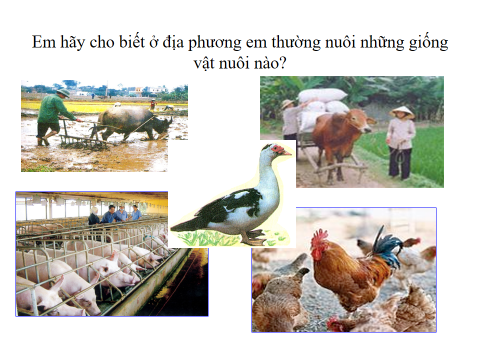 Em hãy cho biết ở địa phương em thường nuôi những giống
vật nuôi nào?